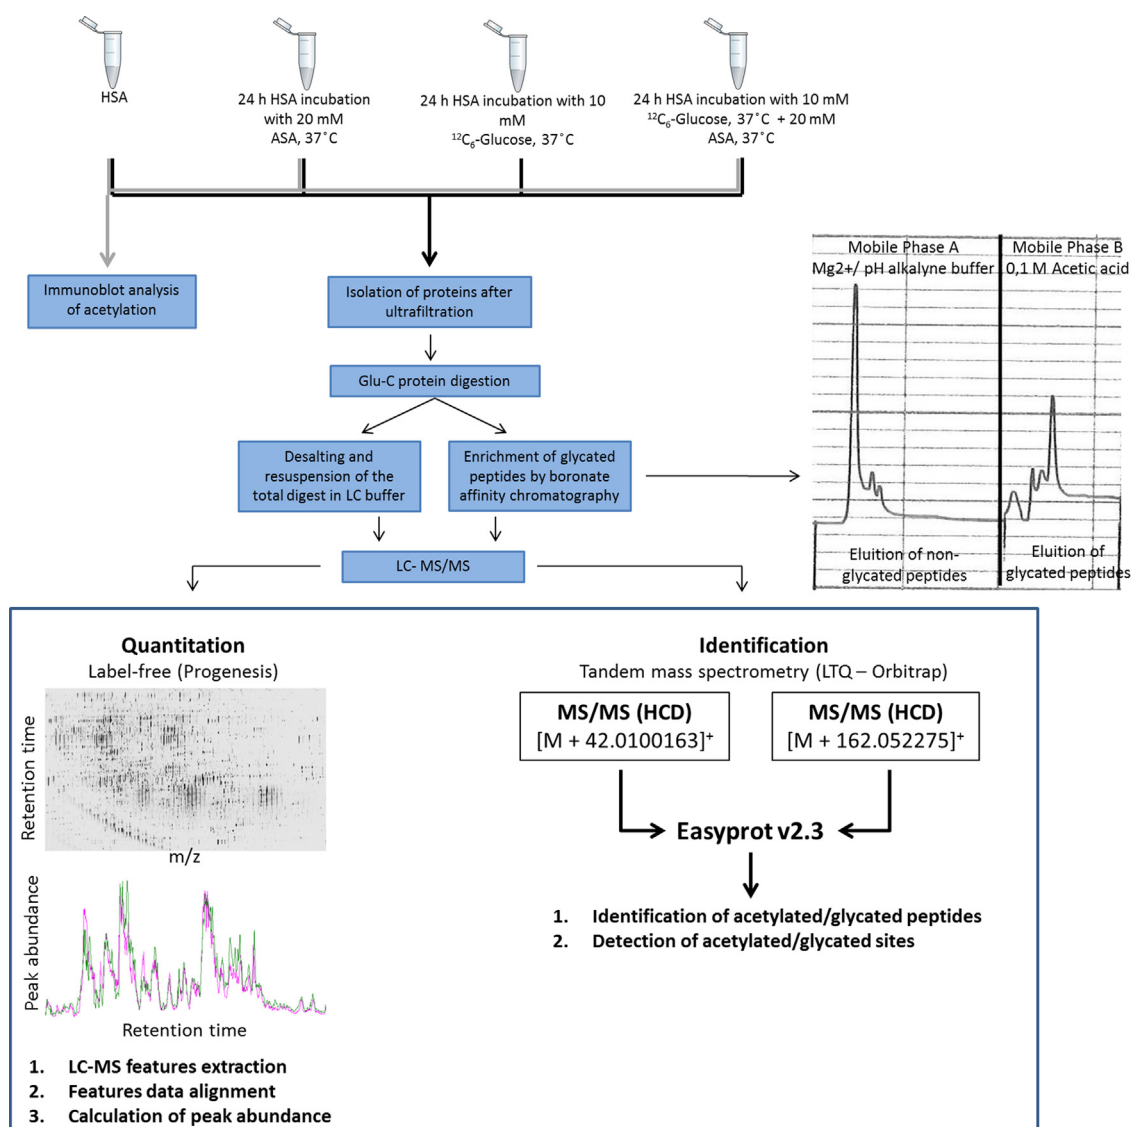 HSA
24 h HSA incubation
with 20 mM
ASA, 37˚C
24 h HSA incubation with 10
mM
¹²C₆-Glucose, 37˚C
24 h HSA incubation with 10 mM
¹²C₆-Glucose, 37˚C + 20 mM
ASA, 37˚C
Immunoblot analysis
of acetylation
Isolation of proteins after
ultrafiltration
Glu-C protein digestion
Desalting and
resuspension of the
total digest in LC buffer
Enrichment of glycated
peptides by boronate
affinity chromatography
LC- MS/MS
Mobile Phase A
Mg2+/ pH alkalyne buffer
Mobile Phase B
0,1 M Acetic acid
Eluition of non-
glycated peptides
Eluition of
glycated peptides
Quantitation
Label-free (Progenesis)
Retention time
m/z
Peak abundance
Retention time
1. LC-MS features extraction
2. Features data alignment
3. Calculation of peak abundance
Identification
Tandem mass spectrometry (LTQ – Orbitrap)
MS/MS (HCD)
[M + 42.0100163]⁺
MS/MS (HCD)
[M + 162.052275]⁺
Easyprot v2.3
1. Identification of acetylated/glycated peptides
2. Detection of acetylated/glycated sites